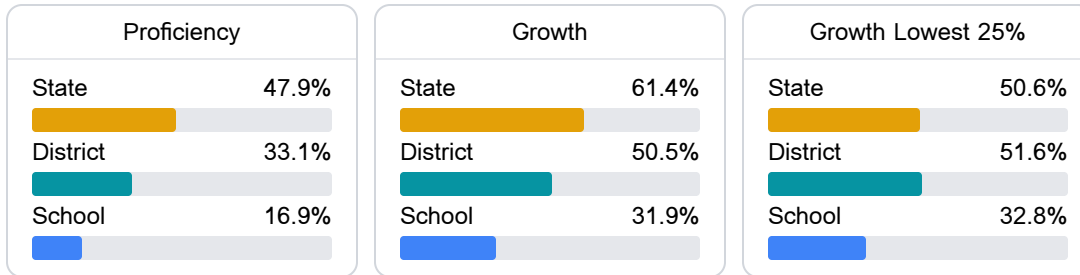 Proficiency
State 47.9%
District 33.1%
School 16.9%
Growth
State 61.4%
District 50.5%
School 31.9%
Growth Lowest 25%
State 50.6%
District 51.6%
School 32.8%